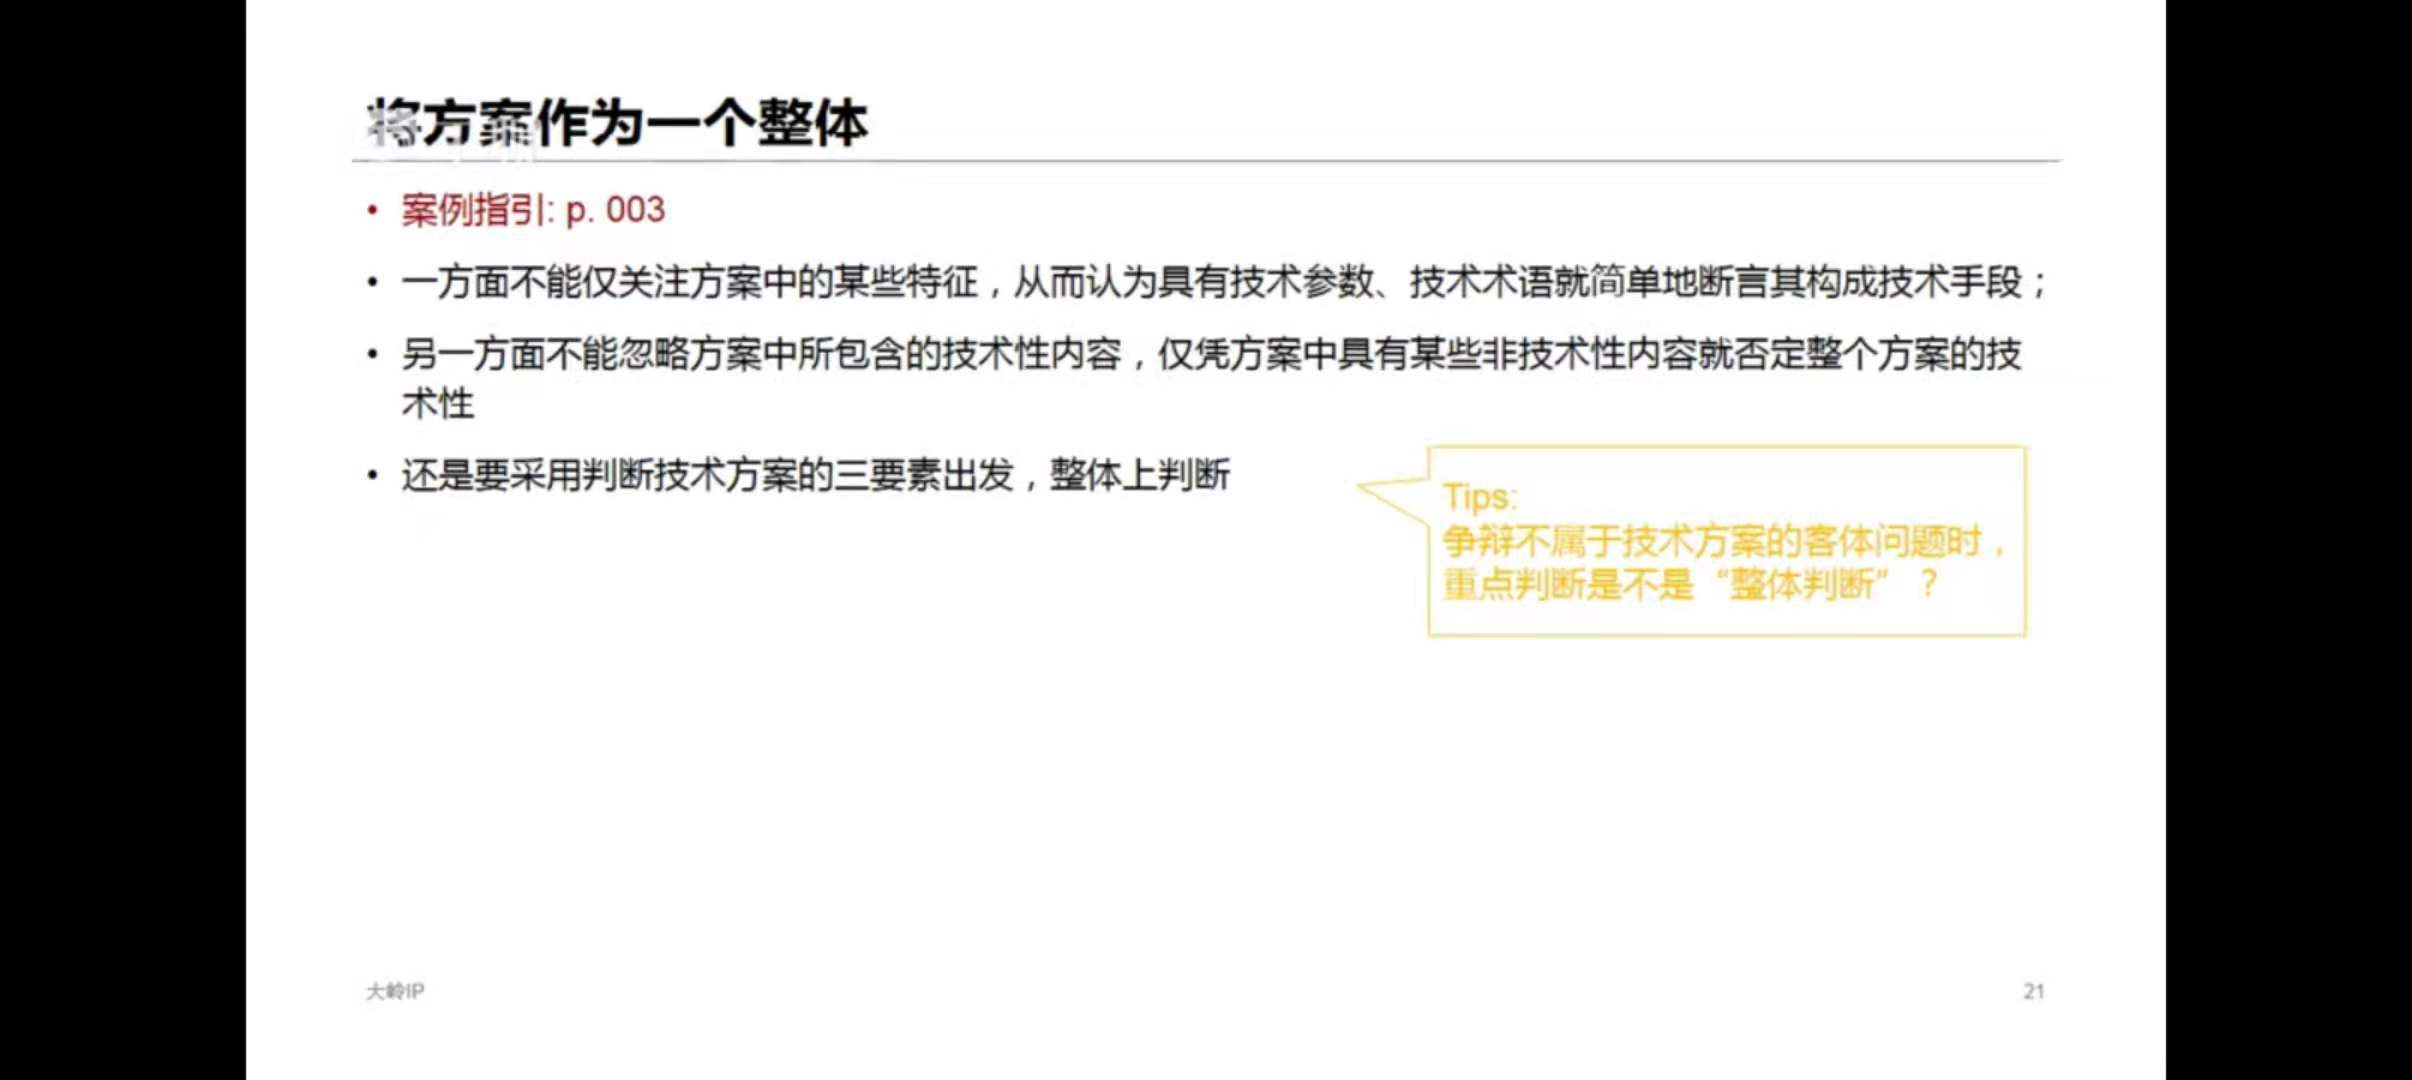 将方案作为一个整体
• 案例指引: p. 003
• 一方面不能仅关注方案中的某些特征，从而认为具有技术参数、技术术语就简单地断言其构成技术手段；
• 另一方面不能忽略方案中所包含的技术性内容，仅凭方案中具有某些非技术性内容就否定整个方案的技
术性
• 还是要采用判断技术方案的三要素出发，整体上判断
Tips:
争辩不属于技术方案的客体问题时，
重点判断是不是“整体判断”？
大岭IP
21